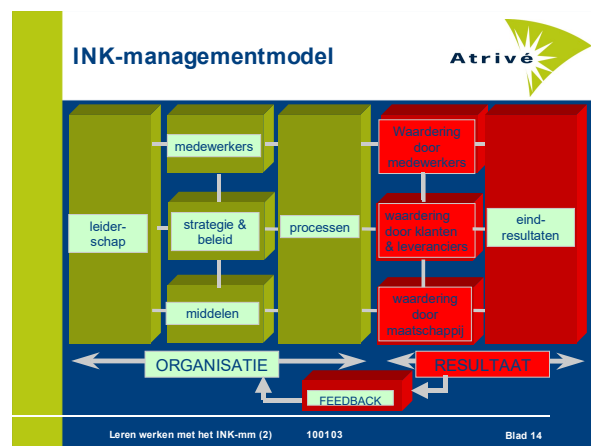 INK-managementmodel
Atrivé
medewerkers
Waardering
door
medewerkers
leider-
schap
strategie &
beleid
processen
waardering
door klanten
& leveranciers
eind-
resultaten
middelen
waardering
door
maatschappij
ORGANISATIE
RESULTAAT
FEEDBACK
Leren werken met het INK-mm (2) 100103 Blad 14